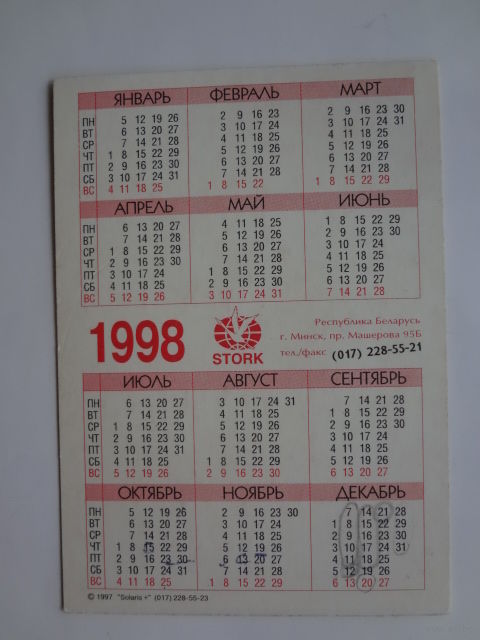 ЯНВАРЬ ФЕВРАЛЬ МАРТ
ПН 5 12 19 26 2 9 16 23 2 9 16 23 30
ВТ 6 13 20 27 3 10 17 24 3 10 17 24 31
СР 7 14 21 28 4 11 18 25 4 11 18 25
ЧТ 1 8 15 22 29 5 12 19 26 5 12 19 26
ПТ 2 9 16 23 30 6 13 20 27 6 13 20 27
СБ 3 10 17 24 31 7 14 21 28 7 14 21 28
ВС 4 11 18 25 1 8 15 22 1 8 15 22 29
АПРЕЛЬ МАЙ ИЮНЬ
ПН 6 13 20 27 4 11 18 25 1 8 15 22 29
ВТ 7 14 21 28 5 12 19 26 2 9 16 23 30
СР 1 8 15 22 29 6 13 20 27 3 10 17 24
ЧТ 2 9 16 23 30 7 14 21 28 4 11 18 25
ПТ 3 10 17 24 1 8 15 22 29 5 12 19 26
СБ 4 11 18 25 2 9 16 23 30 6 13 20 27
ВС 5 12 19 26 3 10 17 24 31 7 14 21 28
1998
STORK
Республика Беларусь
г. Минск, пр. Машерова 95Б
тел./факс (017) 228-55-21
ИЮЛЬ АВГУСТ СЕНТЯБРЬ
ПН 6 13 20 27 3 10 17 24 31 7 14 21 28
ВТ 7 14 21 28 4 11 18 25 1 8 15 22 29
СР 1 8 15 22 29 5 12 19 26 2 9 16 23 30
ЧТ 2 9 16 23 30 6 13 20 27 3 10 17 24
ПТ 3 10 17 24 31 7 14 21 28 4 11 18 25
СБ 4 11 18 25 1 8 15 22 29 5 12 19 26
ВС 5 12 19 26 2 9 16 23 30 6 13 20 27
ОКТЯБРЬ НОЯБРЬ ДЕКАБРЬ
ПН 5 12 19 26 2 9 16 23 30 7 14 21 28
ВТ 6 13 20 27 3 10 17 24 1 8 15 22 29
СР 7 14 21 28 4 11 18 25 2 9 16 23 30
ЧТ 1 8 15 22 29 5 12 19 26 3 10 17 24 31
ПТ 2 9 16 23 30 6 13 20 27 4 11 18 25
СБ 3 10 17 24 31 7 14 21 28 5 12 19 26
ВС 4 11 18 25 1 8 15 22 29 6 13 20 27
© 1997 "Solaris +" (017) 228-55-23